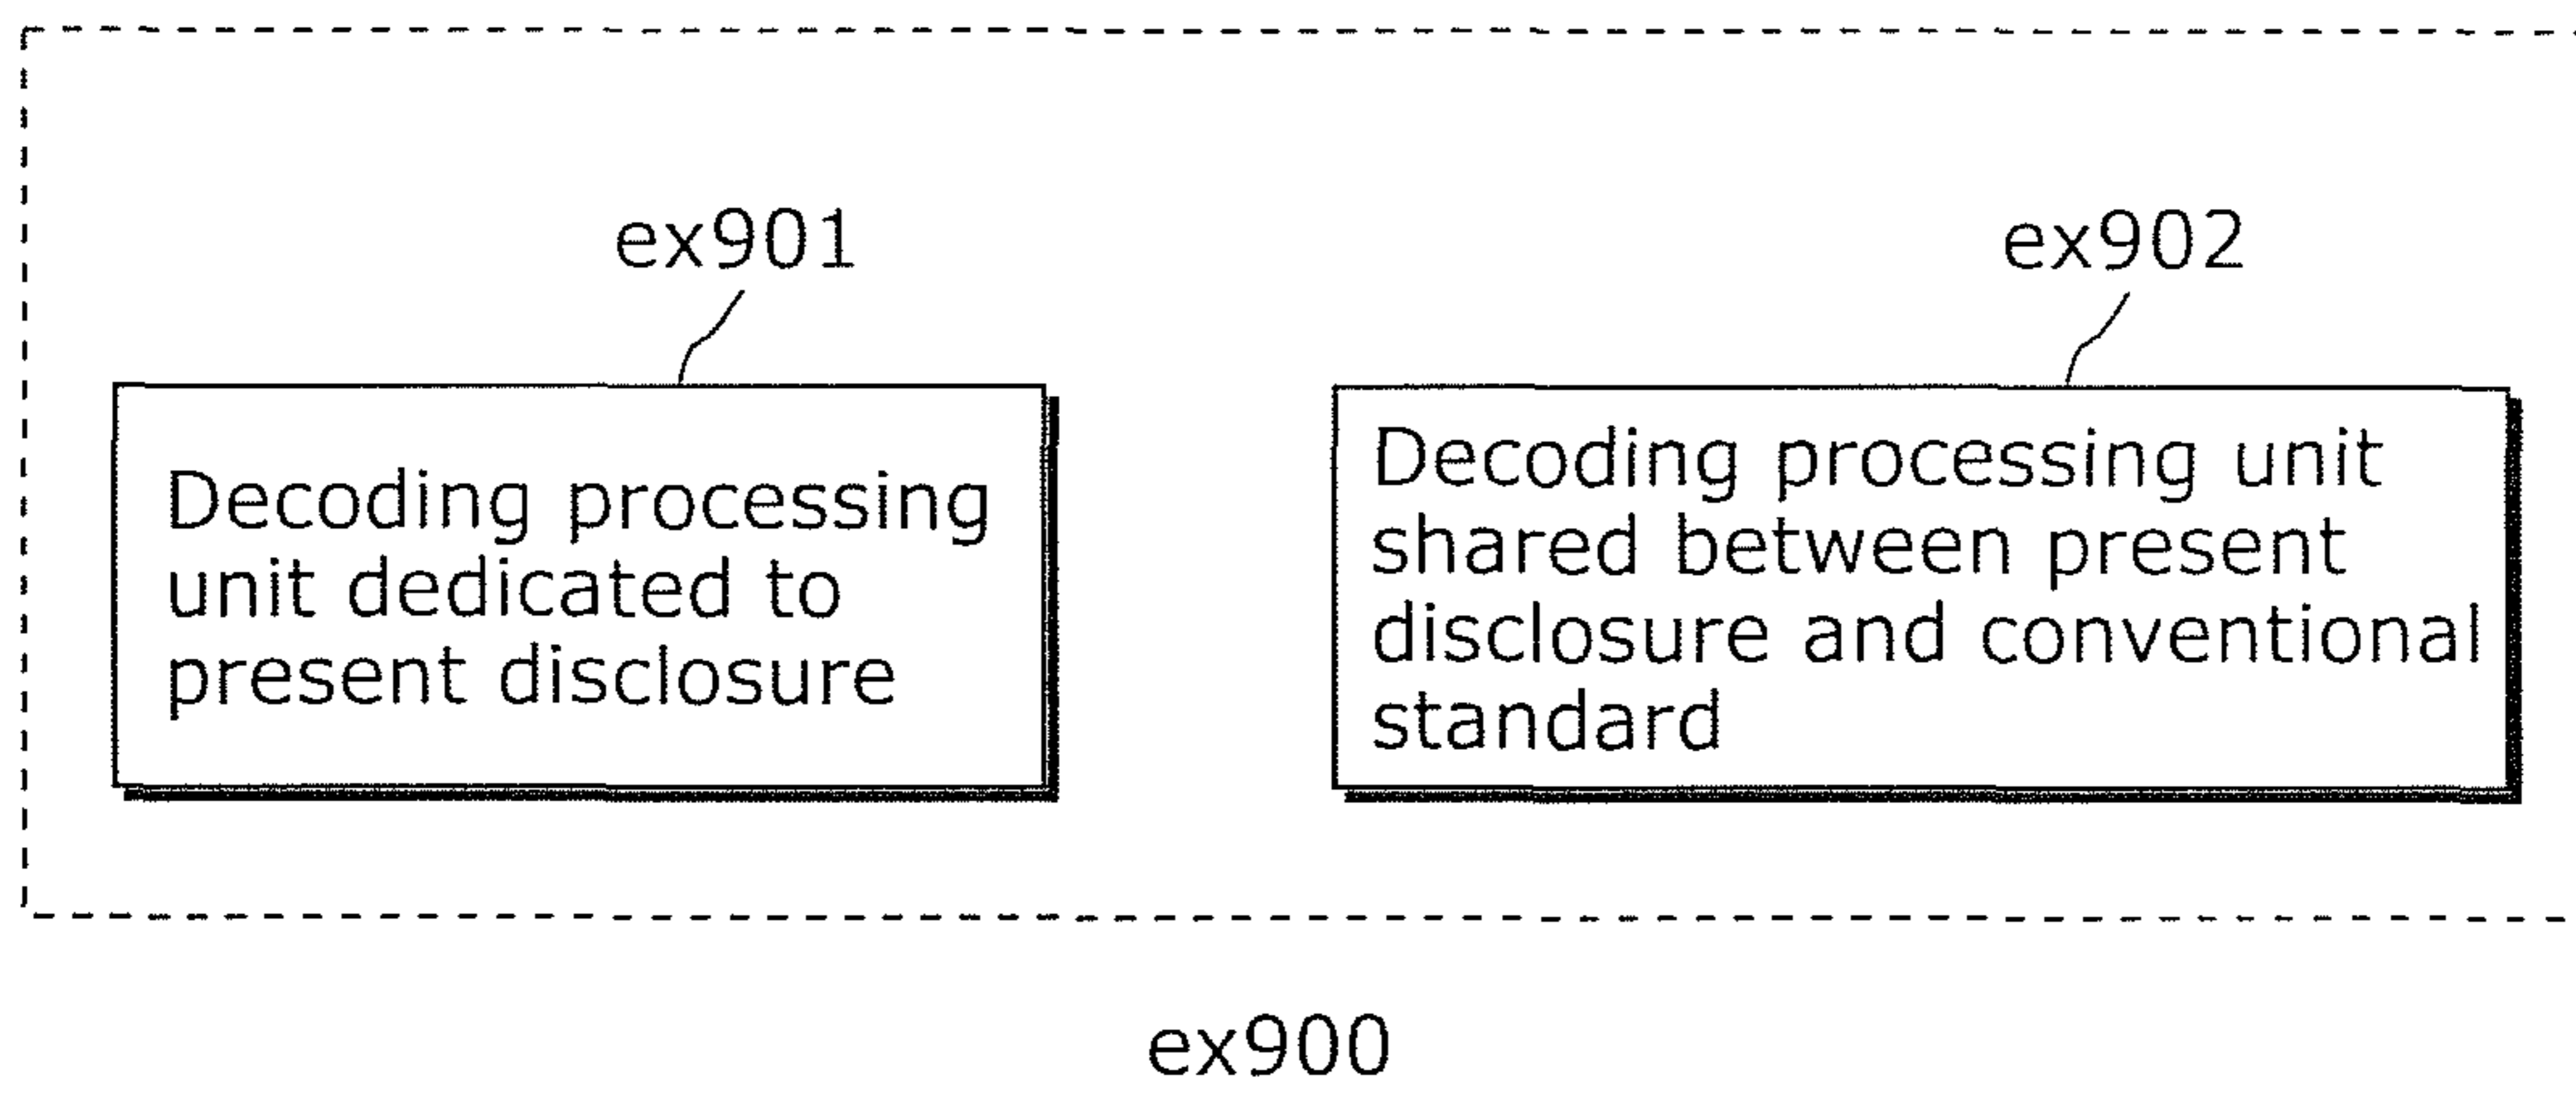 ex901
Decoding processing
unit dedicated to
present disclosure
ex902
Decoding processing unit
shared between present
disclosure and conventional
standard
ex900